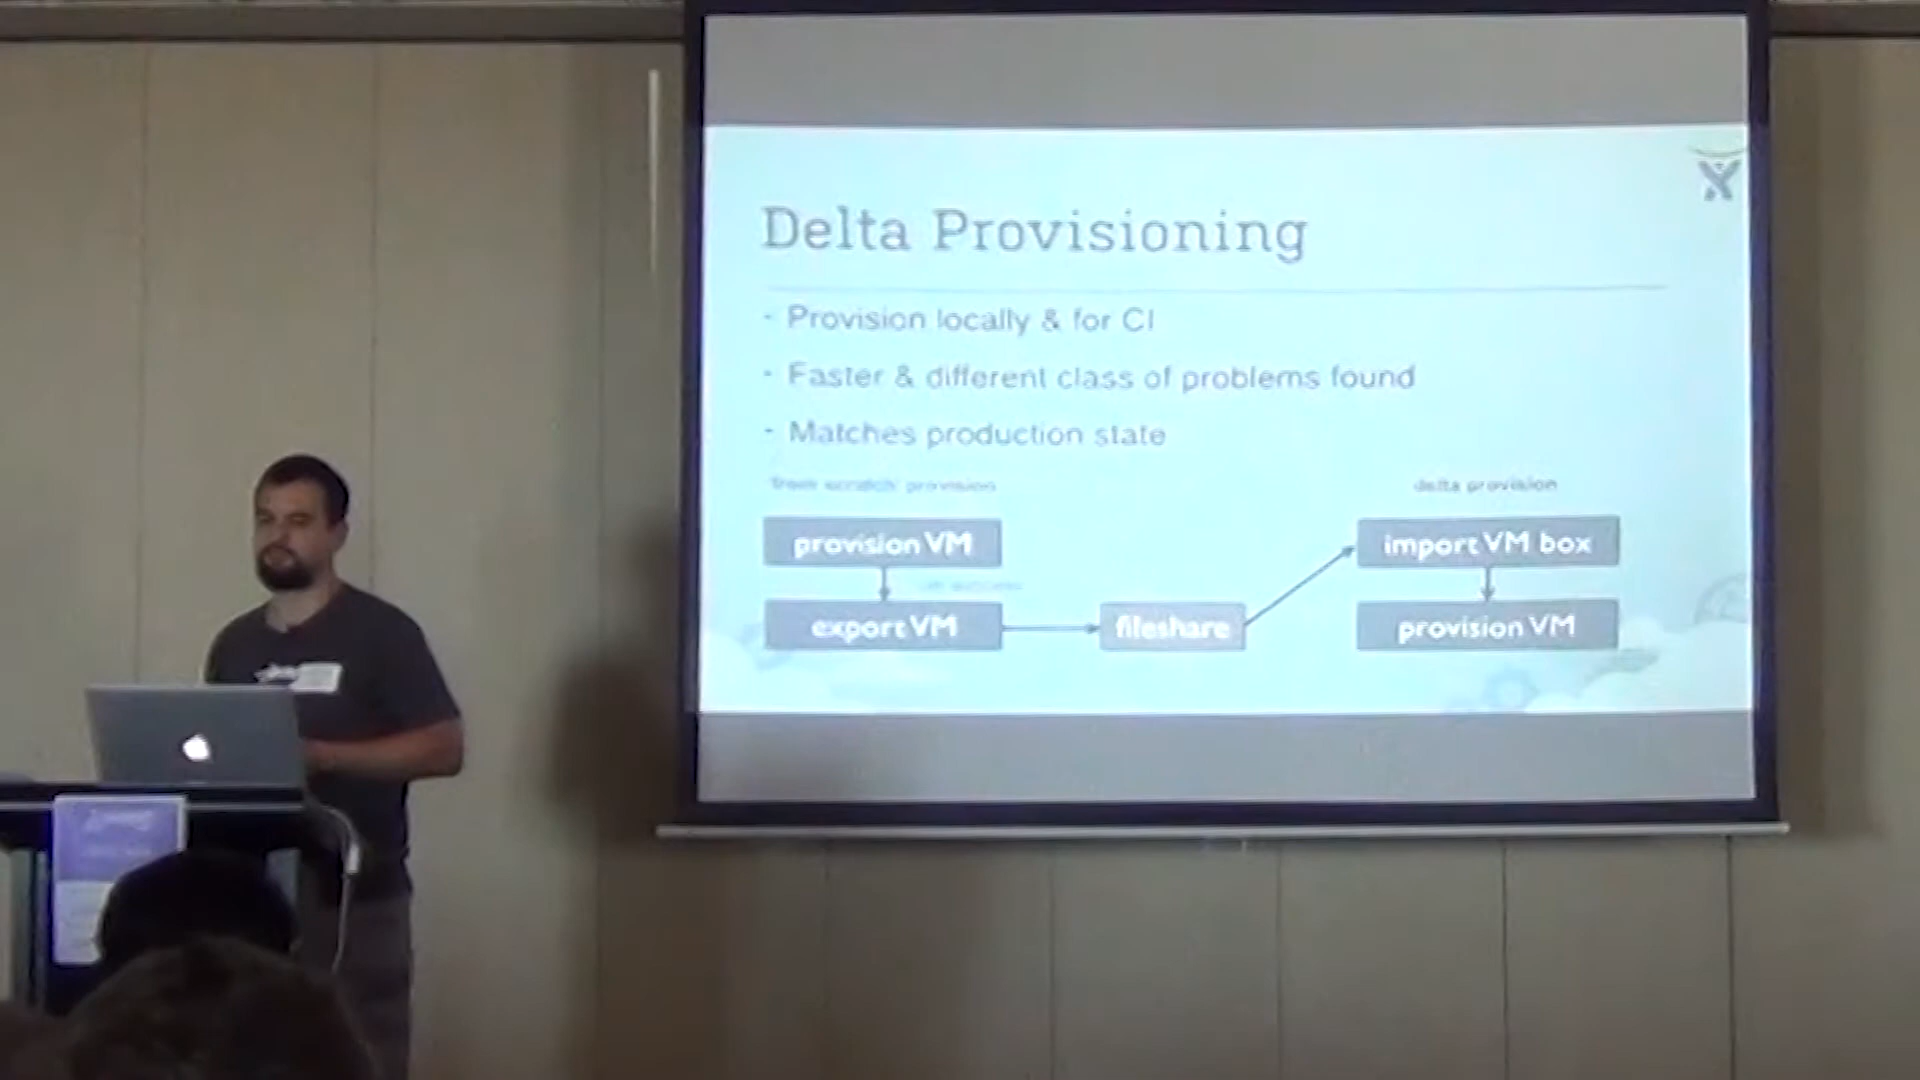 Delta Provisioning
- Provision locally & for CI
- Faster & different class of problems found
- Matches production state
'from scratch' provision
delta provision
provision VM
import VM box
export VM
fileshare
provision VM